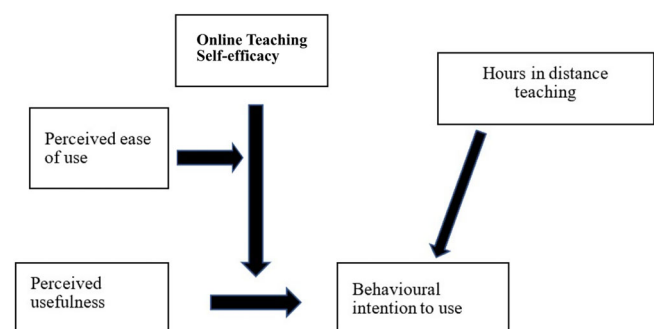 Online Teaching
Self-efficacy
Hours in distance
teaching
Perceived ease
of use
Perceived
usefulness
Behavioural
intention to use